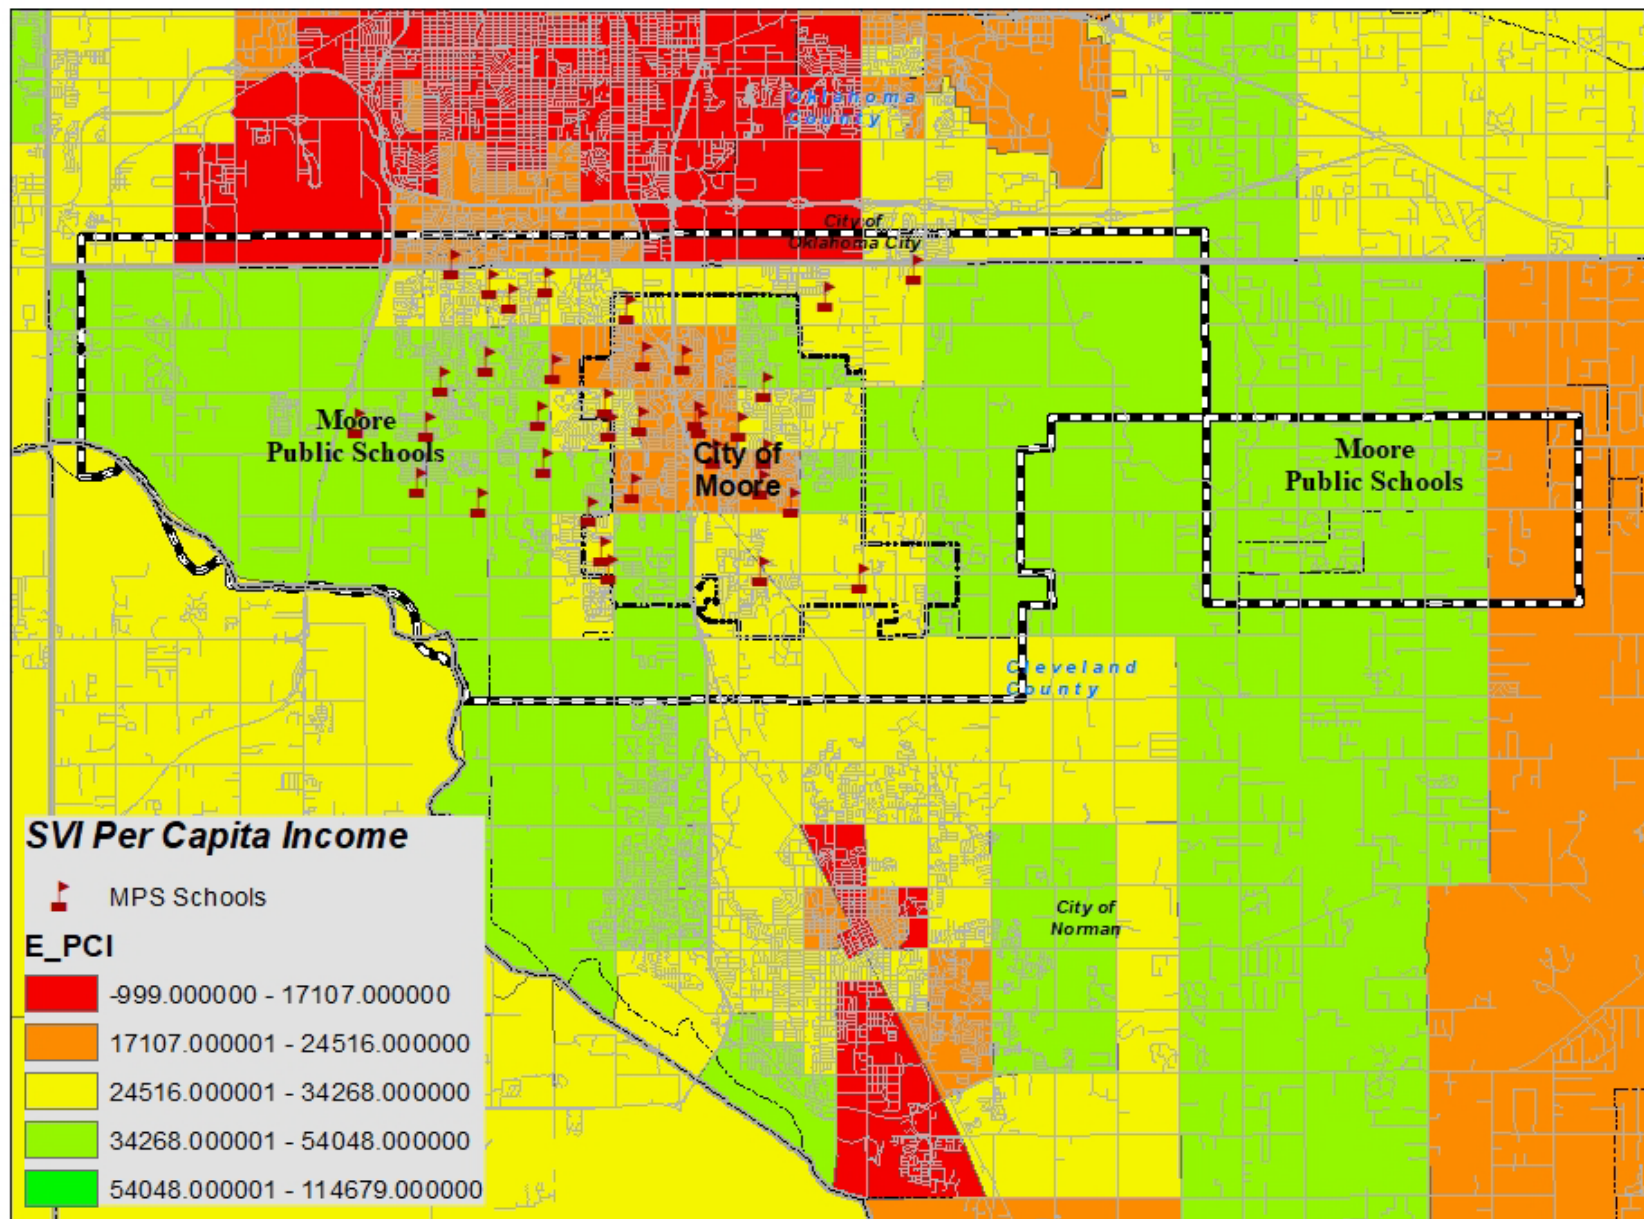 Oklahoma
County
City of
Oklahoma City
Moore
Public Schools
City of
Moore
Moore
Public Schools
Cleveland
County
City of
Norman
SVI Per Capita Income
MPS Schools
E_PCI
-999.000000 - 17107.000000
17107.000001 - 24516.000000
24516.000001 - 34268.000000
34268.000001 - 54048.000000
54048.000001 - 114679.000000